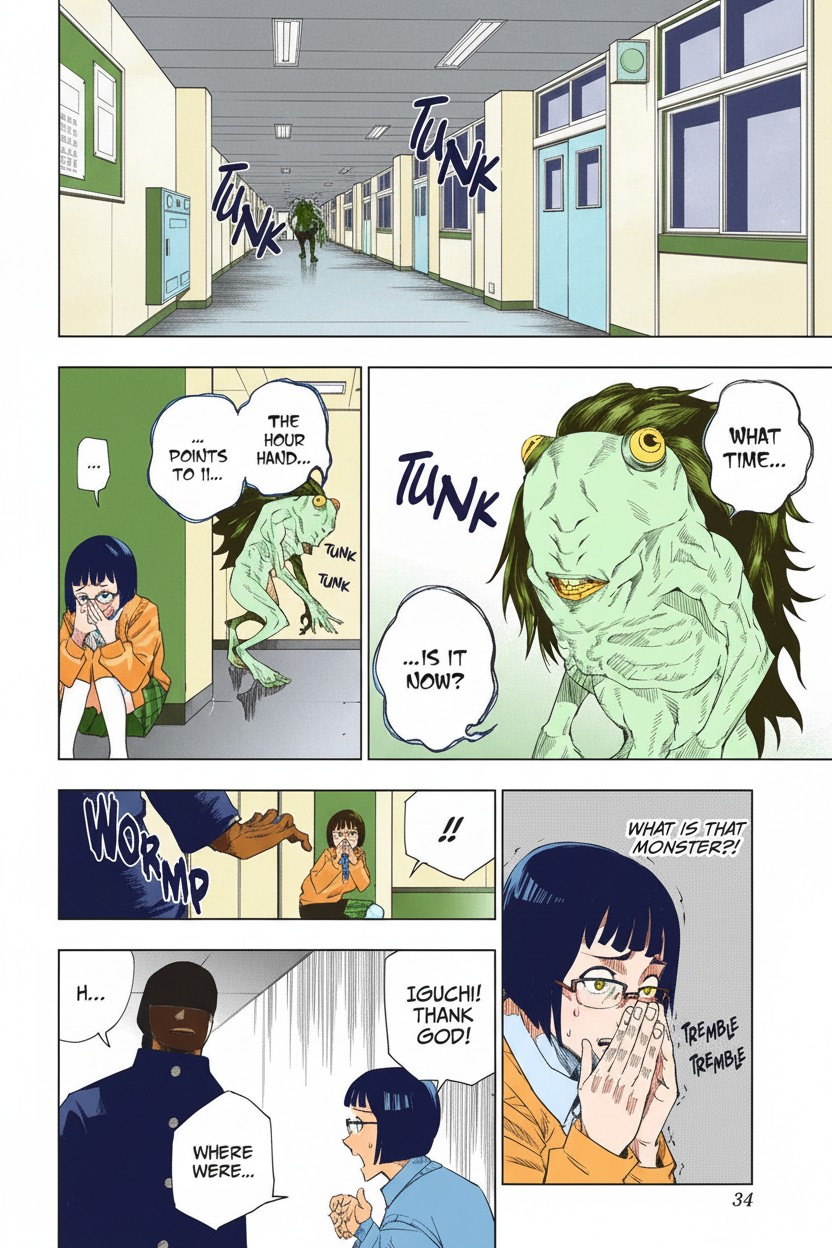 TUNK
TUNK
WHAT
TIME...
TUNK
...IS IT
NOW?
THE
HOUR
HAND...
...
POINTS
TO 11...
TUNK
TUNK
...
WHAT IS THAT
MONSTER?!
TREMBLE
TREMBLE
!!
WORMP
IGUCHI!
THANK
GOD!
WHERE
WERE...
H...
34